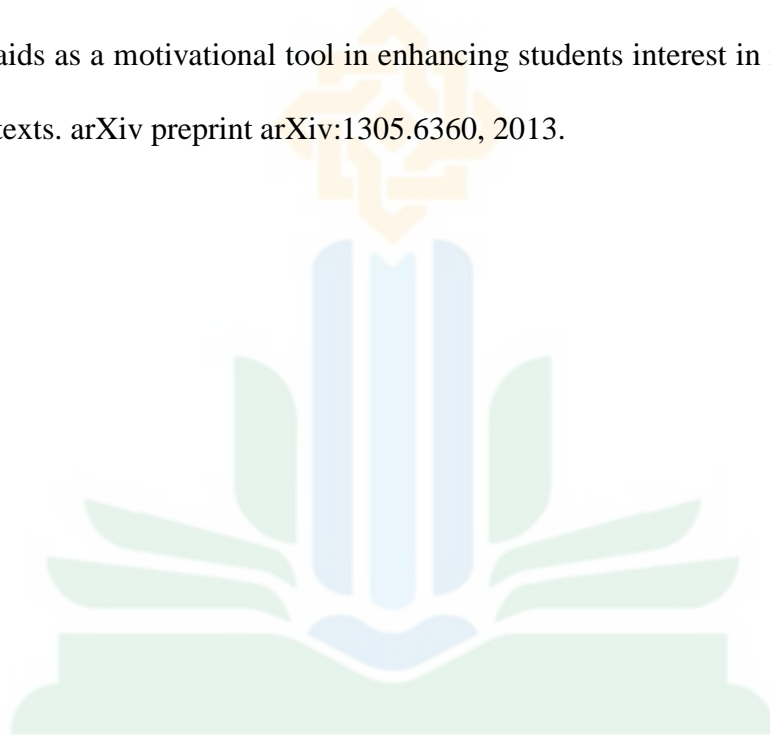 aids as a motivational tool in enhancing students interest in
texts. arXiv preprint arXiv:1305.6360, 2013.